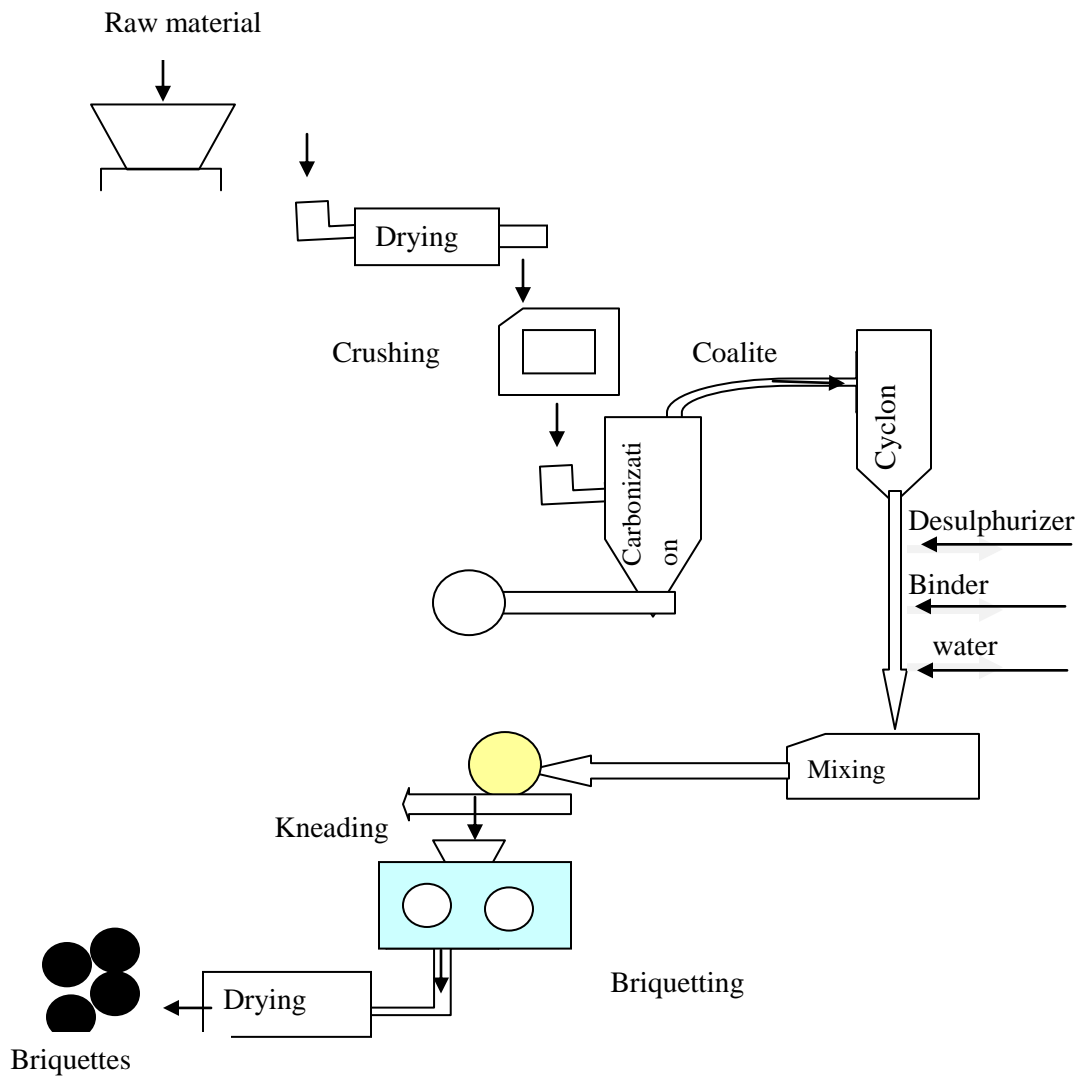 Raw material
Drying
Crushing
Coalite
Cyclon
Carbonizati
on
Desulphurizer
Binder
water
Mixing
Kneading
Briquetting
Drying
Briquettes